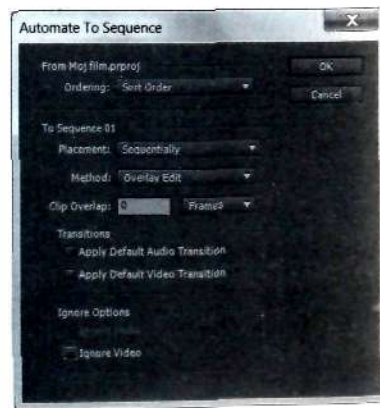 Automate To Sequence
From Moj film.prproj
OK
Ordering: Sort Order
Cancel
To Sequence 01
Placement: Sequentially
Method: Overlay Edit
Clip Overlap: 0 Frames
Transitions
Apply Default Audio Transition
Apply Default Video Transition
Ignore Options
Ignore Video